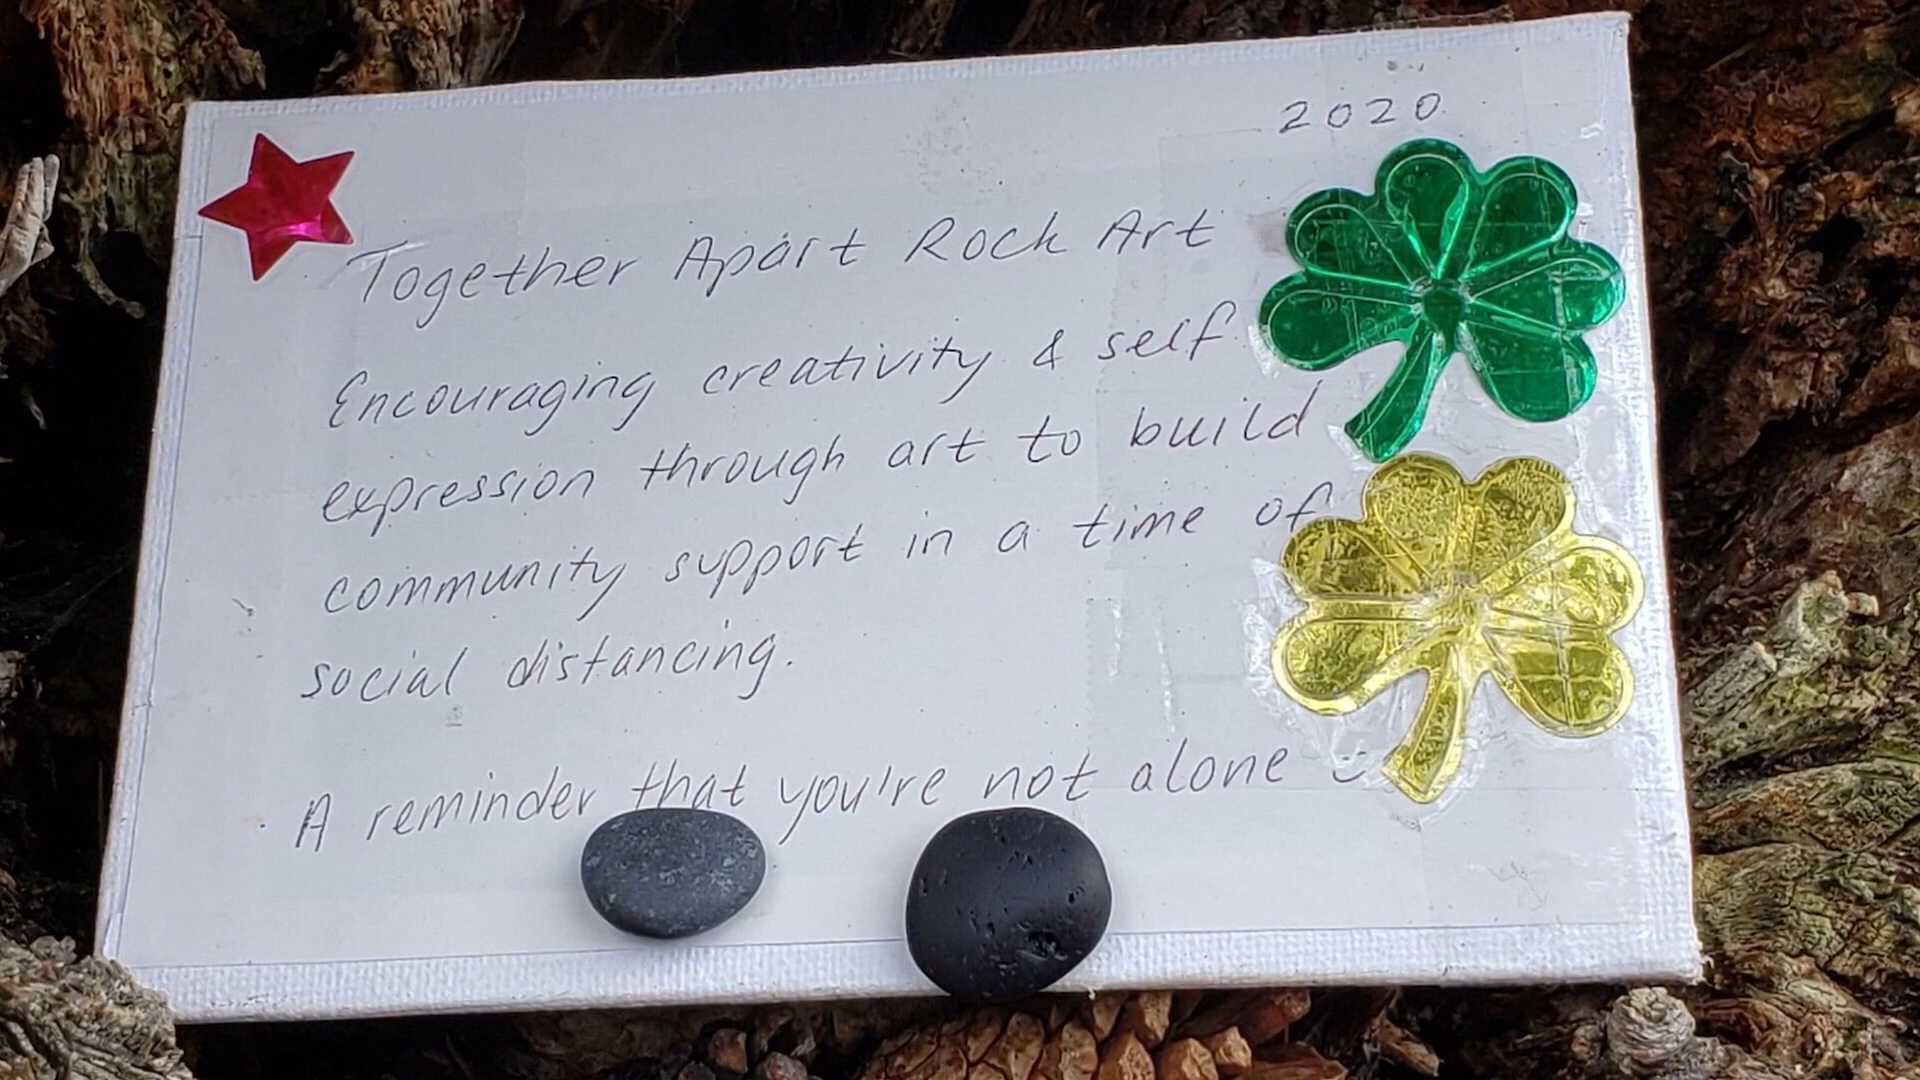 2020
Together Apart Rock Art
Encouraging creativity & self
expression through art to build
community support in a time of
social distancing.
A reminder that you're not alone